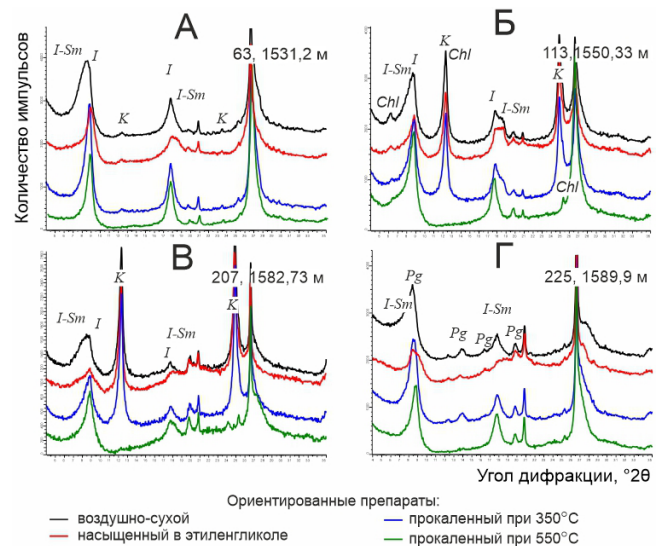 Количество импульсов
А
63, 1531,2 м
I-Sm
I
K
I
I-Sm
K
Б
113,1550,33 м
K
Chl
I-Sm
I
Chl
I
I-Sm
K
Chl
В
207, 1582,73 м
K
I-Sm
I
I-Sm
I
K
Г
225, 1589,9 м
Pg
I-Sm
Pg
Pg
I-Sm
Pg
Угол дифракции, °2θ
Ориентированные препараты:
воздушно-сухой
насыщенный в этиленгликоле
прокаленный при 350°С
прокаленный при 550°С